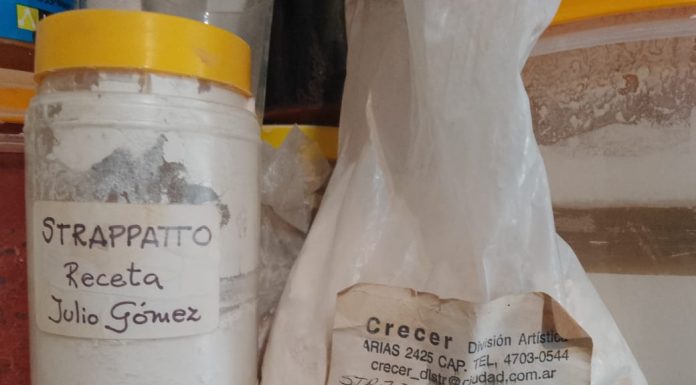 STRAPPATTO
Receta
Julio Gómez
Crecer División Artística
ARIAS 2425 CAP. TEL, 4703-0544
crecer_distr@ciudad.com.ar